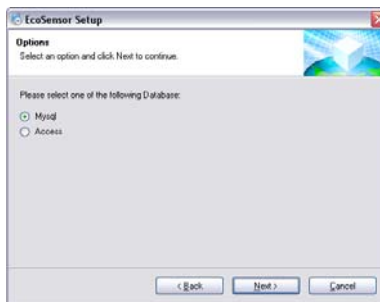 EcoSensor Setup
Options
Select an option and click Next to continue.
Please select one of the following Database:
Mysql
Access
< Back
Next >
Cancel